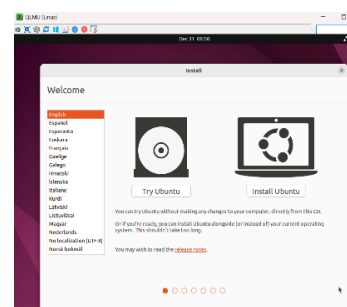 QEMU (Linux)
Dec 11 01:50
Install
Welcome
English
Español
Esperanto
Euskara
Français
Gaeilge
Galego
Hrvatski
Íslenska
Italiano
Kurdî
Latviski
Lietuviškai
Magyar
Nederlands
No localization (UTF-8)
Norsk bokmål
Try Ubuntu
Install Ubuntu
You can try Ubuntu without making any changes to your computer, directly from this CD.
Or if you're ready, you can install Ubuntu alongside (or instead of) your current operating
system. This shouldn't take too long.
You may wish to read the release notes.